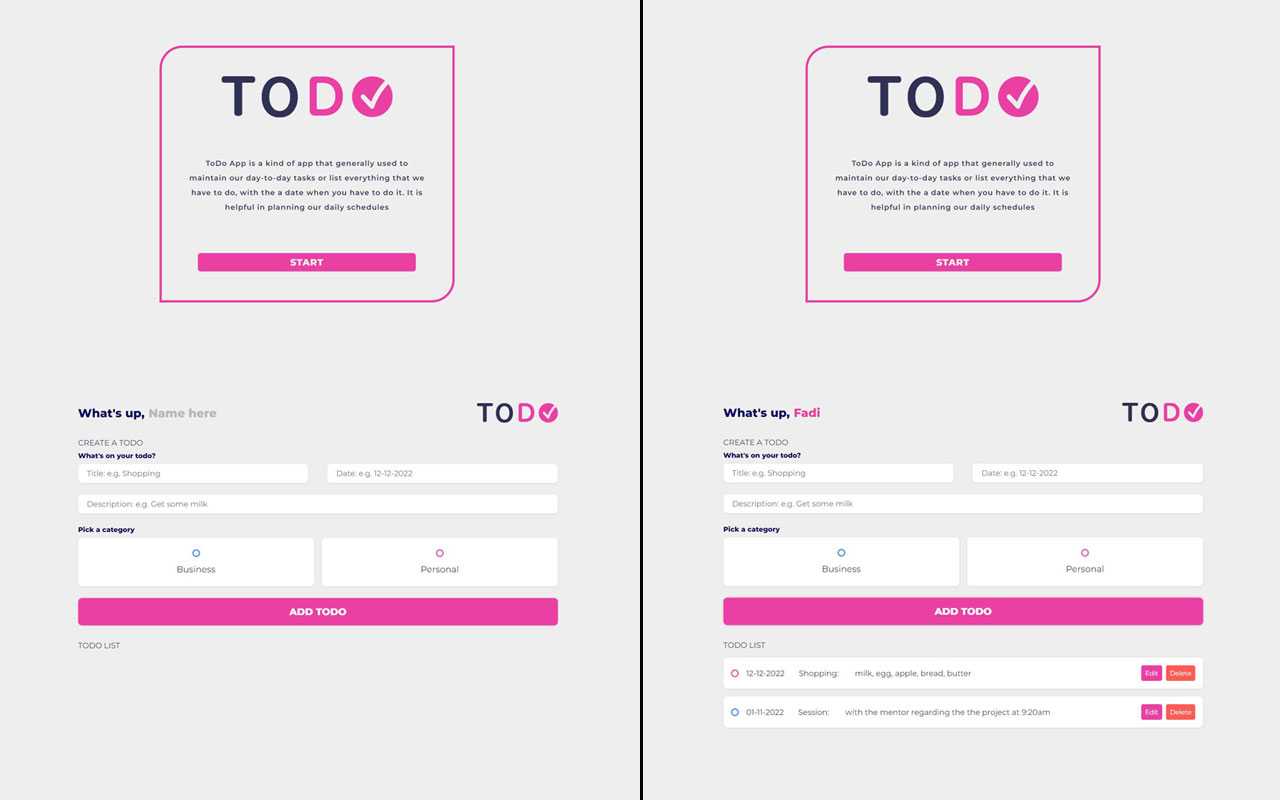 TODO
ToDo App is a kind of app that generally used to
maintain our day-to-day tasks or list everything that we
have to do, with the a date when you have to do it. It is
helpful in planning our daily schedules
START
What's up, Name here
TODO
CREATE A TODO
What's on your todo?
Title: e.g. Shopping
Date: e.g. 12-12-2022
Description: e.g. Get some milk
Pick a category
Business
Personal
ADD TODO
TODO LIST
TODO
ToDo App is a kind of app that generally used to
maintain our day-to-day tasks or list everything that we
have to do, with the a date when you have to do it. It is
helpful in planning our daily schedules
START
What's up, Fadi
TODO
CREATE A TODO
What's on your todo?
Title: e.g. Shopping
Date: e.g. 12-12-2022
Description: e.g. Get some milk
Pick a category
Business
Personal
ADD TODO
TODO LIST
12-12-2022 Shopping: milk, egg, apple, bread, butter Edit Delete
01-11-2022 Session: with the mentor regarding the the project at 9:20am Edit Delete